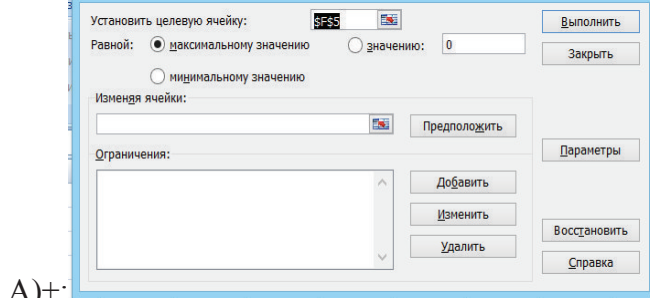 Установить целевую ячейку: $F$5 Выполнить
Равной: максимальному значению значению: 0 Закрыть
минимальному значению
Изменяя ячейки:
Предположить
Ограничения: Параметры
Добавить
Изменить
Удалить Восстановить
Справка
А)+: